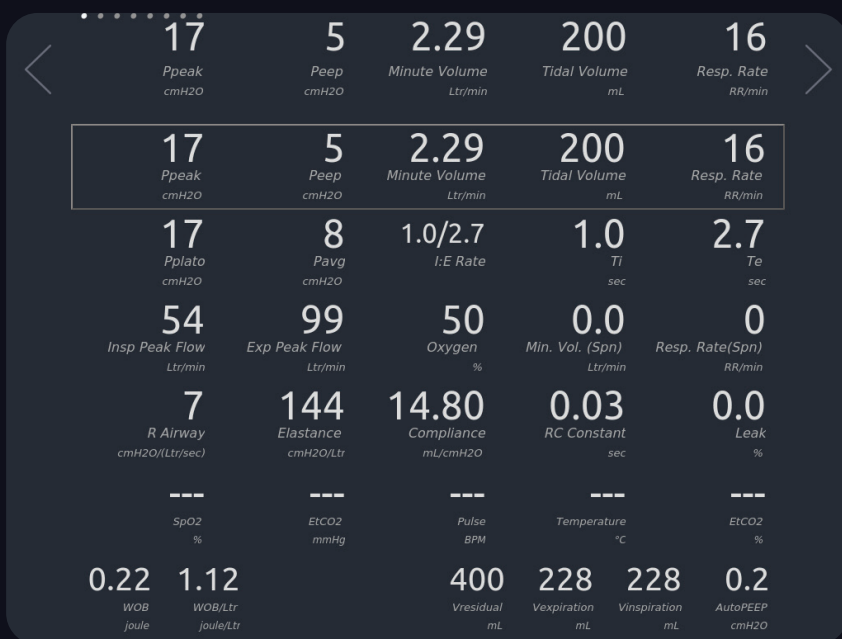 17 5 2.29 200 16
Ppeak Peep Minute Volume Tidal Volume Resp. Rate
cmH2O cmH2O Ltr/min mL RR/min
17 5 2.29 200 16
Ppeak Peep Minute Volume Tidal Volume Resp. Rate
cmH2O cmH2O Ltr/min mL RR/min
17 8 1.0/2.7 1.0 2.7
Pplato Pavg I:E Rate Ti Te
cmH2O cmH2O sec sec
54 99 50 0.0 0
Insp Peak Flow Exp Peak Flow Oxygen Min. Vol. (Spn) Resp. Rate(Spn)
Ltr/min Ltr/min % Ltr/min RR/min
7 144 14.80 0.03 0.0
R Airway Elastance Compliance RC Constant Leak
cmH2O/(Ltr/sec) cmH2O/Ltr mL/cmH2O sec %
--- --- --- --- ---
SpO2 EtCO2 Pulse Temperature EtCO2
% mmHg BPM °C %
0.22 1.12 400 228 228 0.2
WOB WOB/Ltr Vresidual Vexpiration Vinspiration AutoPEEP
joule joule/Ltr mL mL mL cmH2O